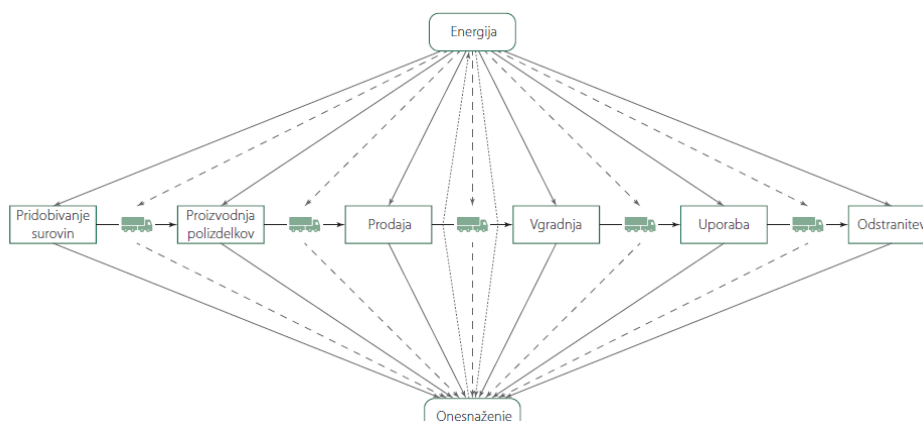 Energija
Pridobivanje
surovin
Proizvodnja
polizdelkov
Prodaja
Vgradnja
Uporaba
Odstranitev
Onesnaženje